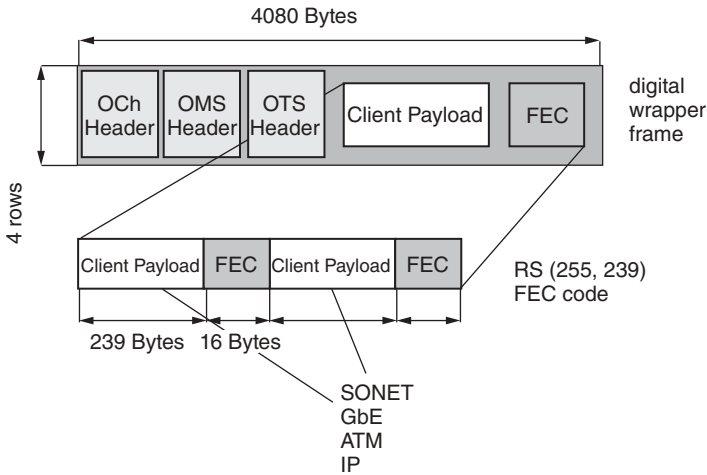 4080 Bytes
OCh
Header
OMS
Header
OTS
Header
Client Payload
FEC
digital
wrapper
frame
4 rows
Client Payload
FEC
Client Payload
FEC
RS (255, 239)
FEC code
239 Bytes
16 Bytes
SONET
GbE
ATM
IP